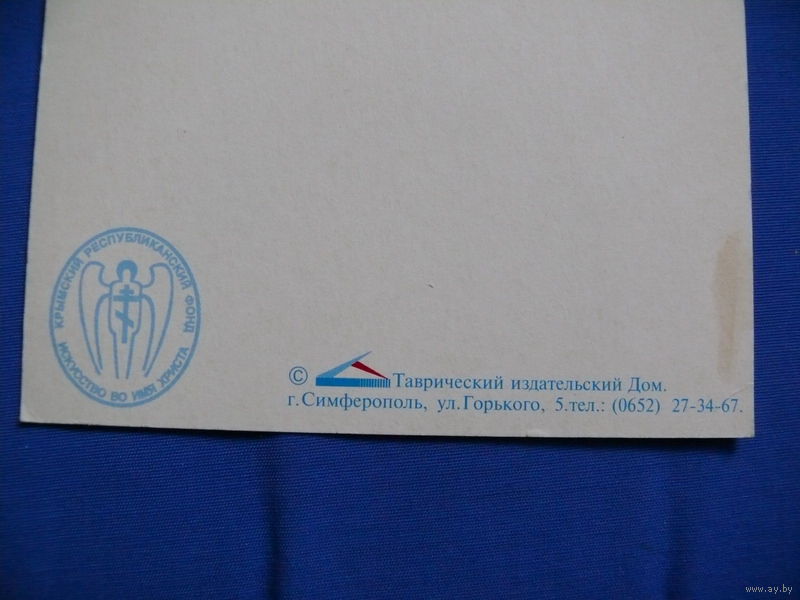 КРЫМСКИЙ РЕСПУБЛИКАНСКИЙ ФОНД
ИСКУССТВО ВО ИМЯ ХРИСТА
© Таврический издательский Дом.
г.Симферополь, ул.Горького, 5.тел.: (0652) 27-34-67.
www.ay.by